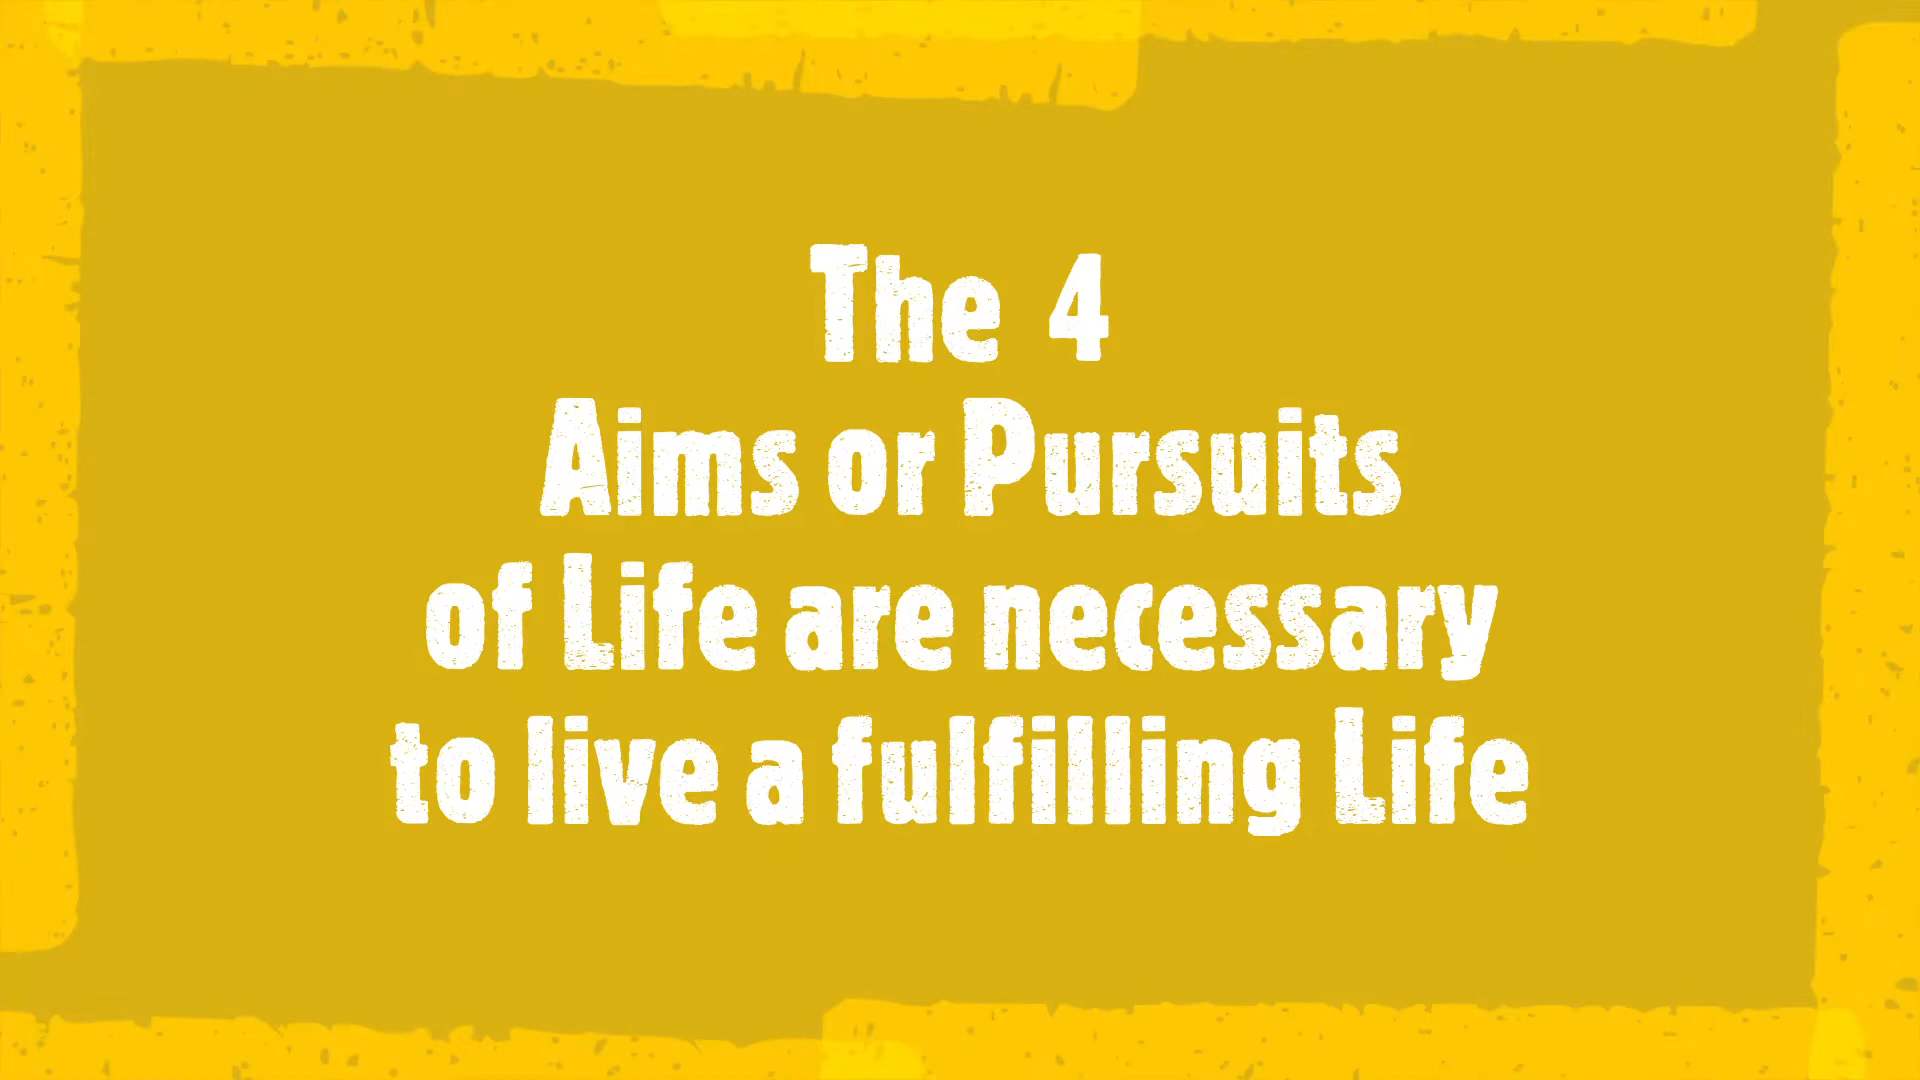 The 4
Aims or Pursuits
of Life are necessary
to live a fulfilling Life